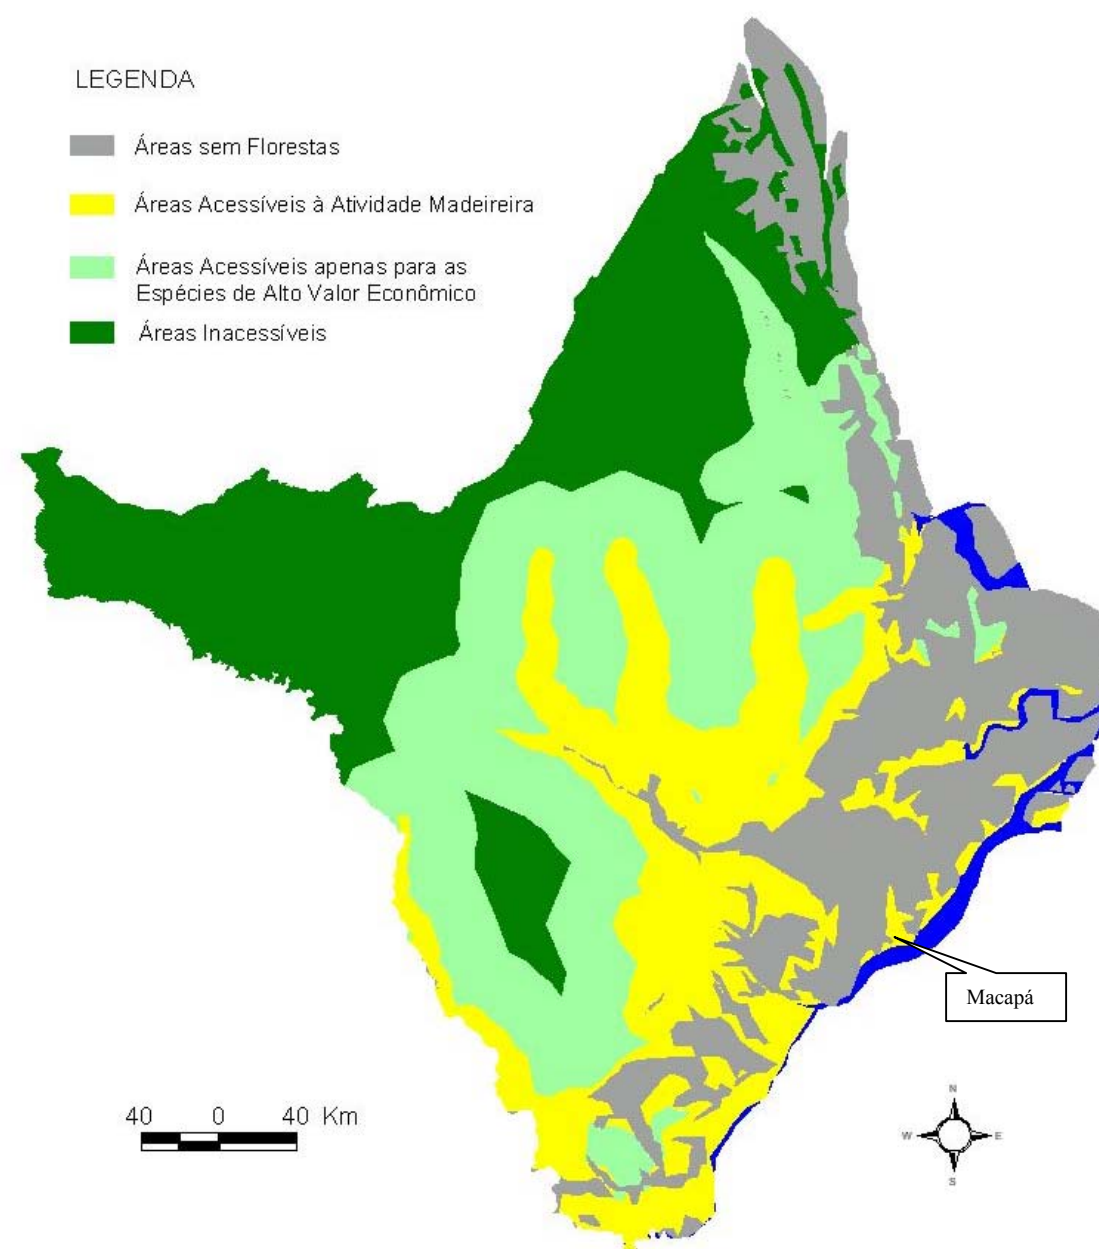 LEGENDA
Áreas sem Florestas
Áreas Acessíveis à Atividade Madeireira
Áreas Acessíveis apenas para as
Espécies de Alto Valor Econômico
Áreas Inacessíveis
Macapá
40 0 40 Km
N
W E
S